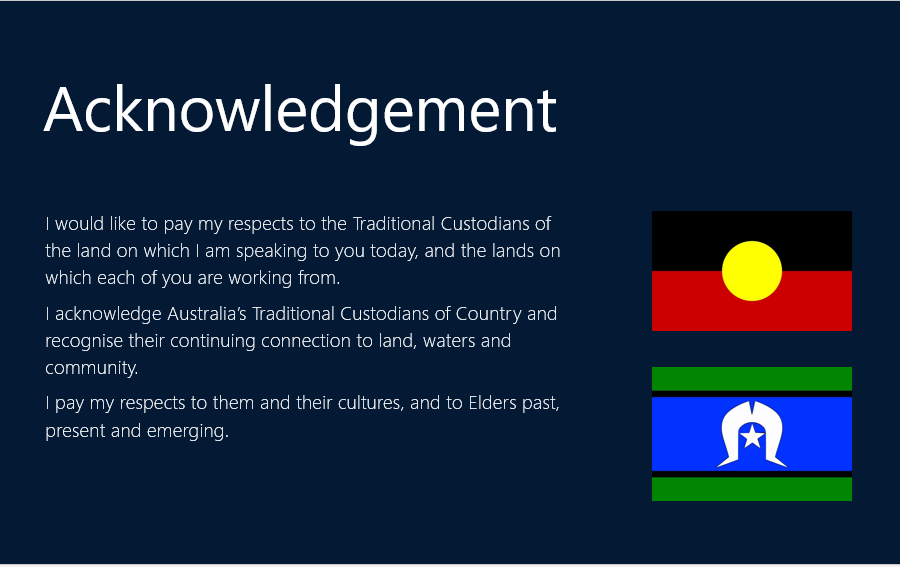 Acknowledgement
I would like to pay my respects to the Traditional Custodians of
the land on which I am speaking to you today, and the lands on
which each of you are working from.
I acknowledge Australia’s Traditional Custodians of Country and
recognise their continuing connection to land, waters and
community.
I pay my respects to them and their cultures, and to Elders past,
present and emerging.